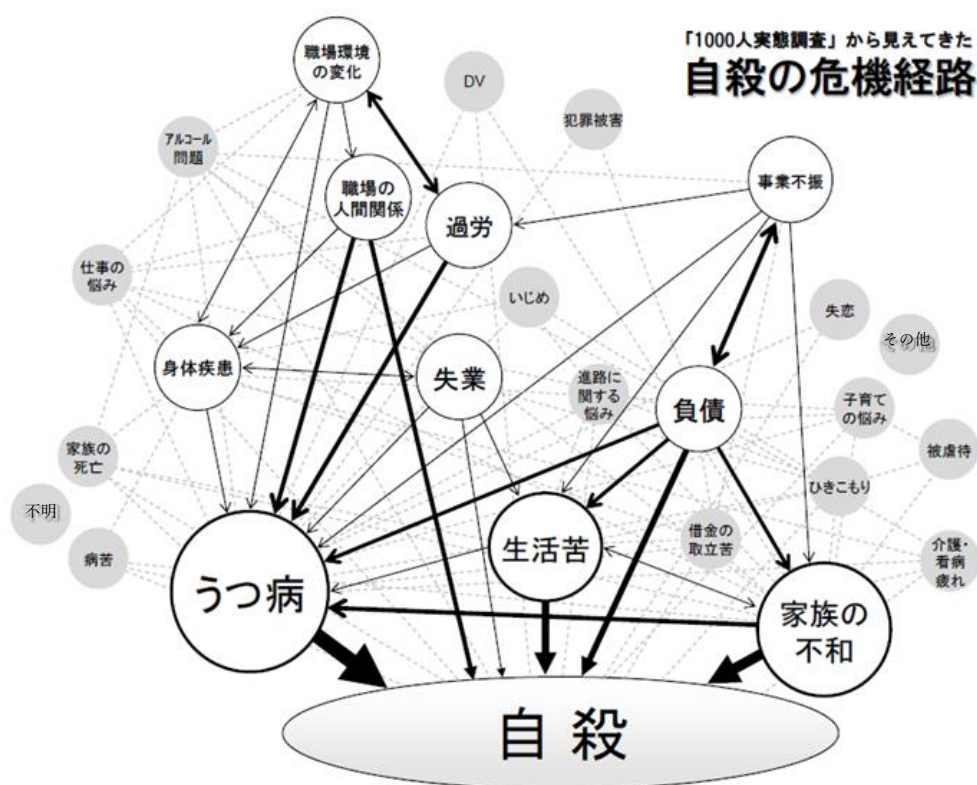 「1000人実態調査」から見えてきた
自殺の危機経路
職場環境
の変化
DV
犯罪被害
アルコール
問題
職場の
人間関係
過労
事業不振
仕事の
悩み
いじめ
失恋
その他
身体疾患
失業
進路に
関する
悩み
負債
子育て
の悩み
家族の
死亡
被虐待
ひきこもり
不明
病苦
うつ病
生活苦
借金の
取立苦
介護・
看病
疲れ
家族の
不和
自殺